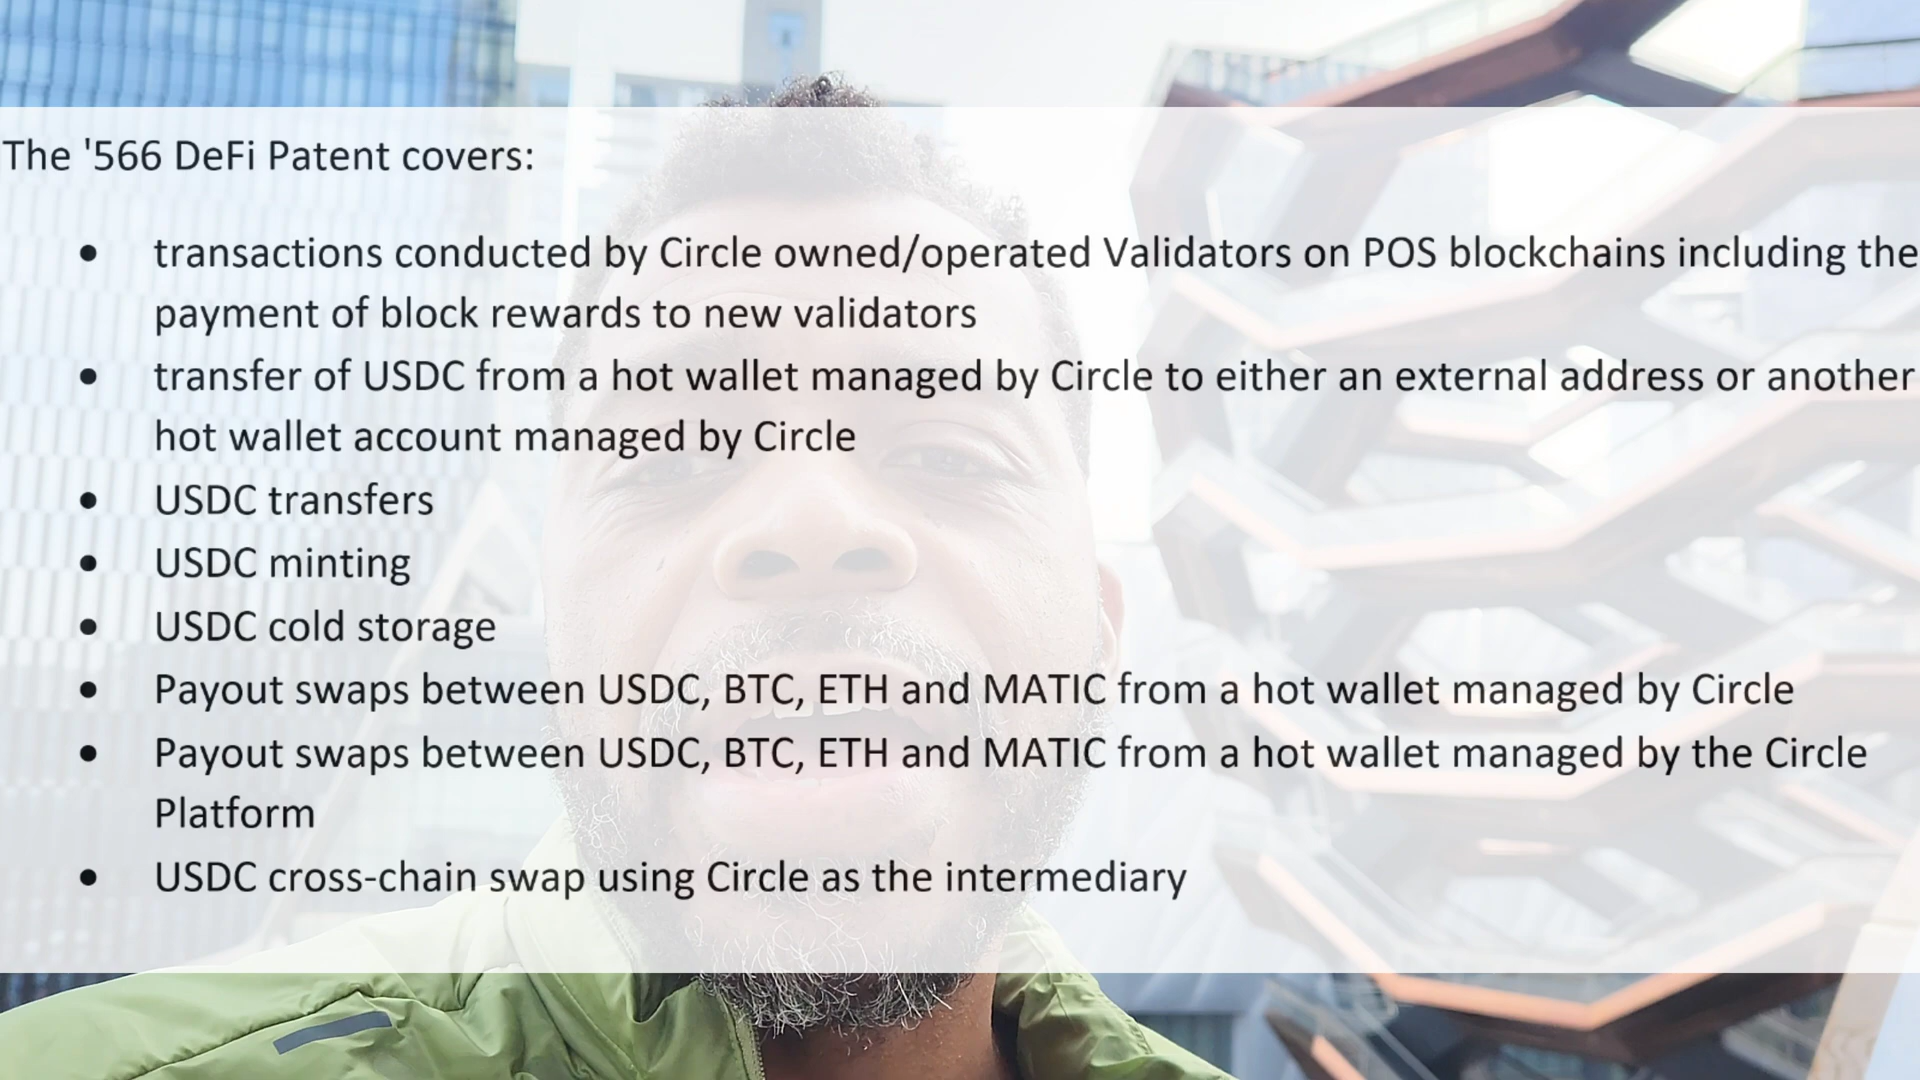 The '566 DeFi Patent covers:
• transactions conducted by Circle owned/operated Validators on POS blockchains including the
payment of block rewards to new validators
• transfer of USDC from a hot wallet managed by Circle to either an external address or another
hot wallet account managed by Circle
• USDC transfers
• USDC minting
• USDC cold storage
• Payout swaps between USDC, BTC, ETH and MATIC from a hot wallet managed by Circle
• Payout swaps between USDC, BTC, ETH and MATIC from a hot wallet managed by the Circle
Platform
• USDC cross-chain swap using Circle as the intermediary